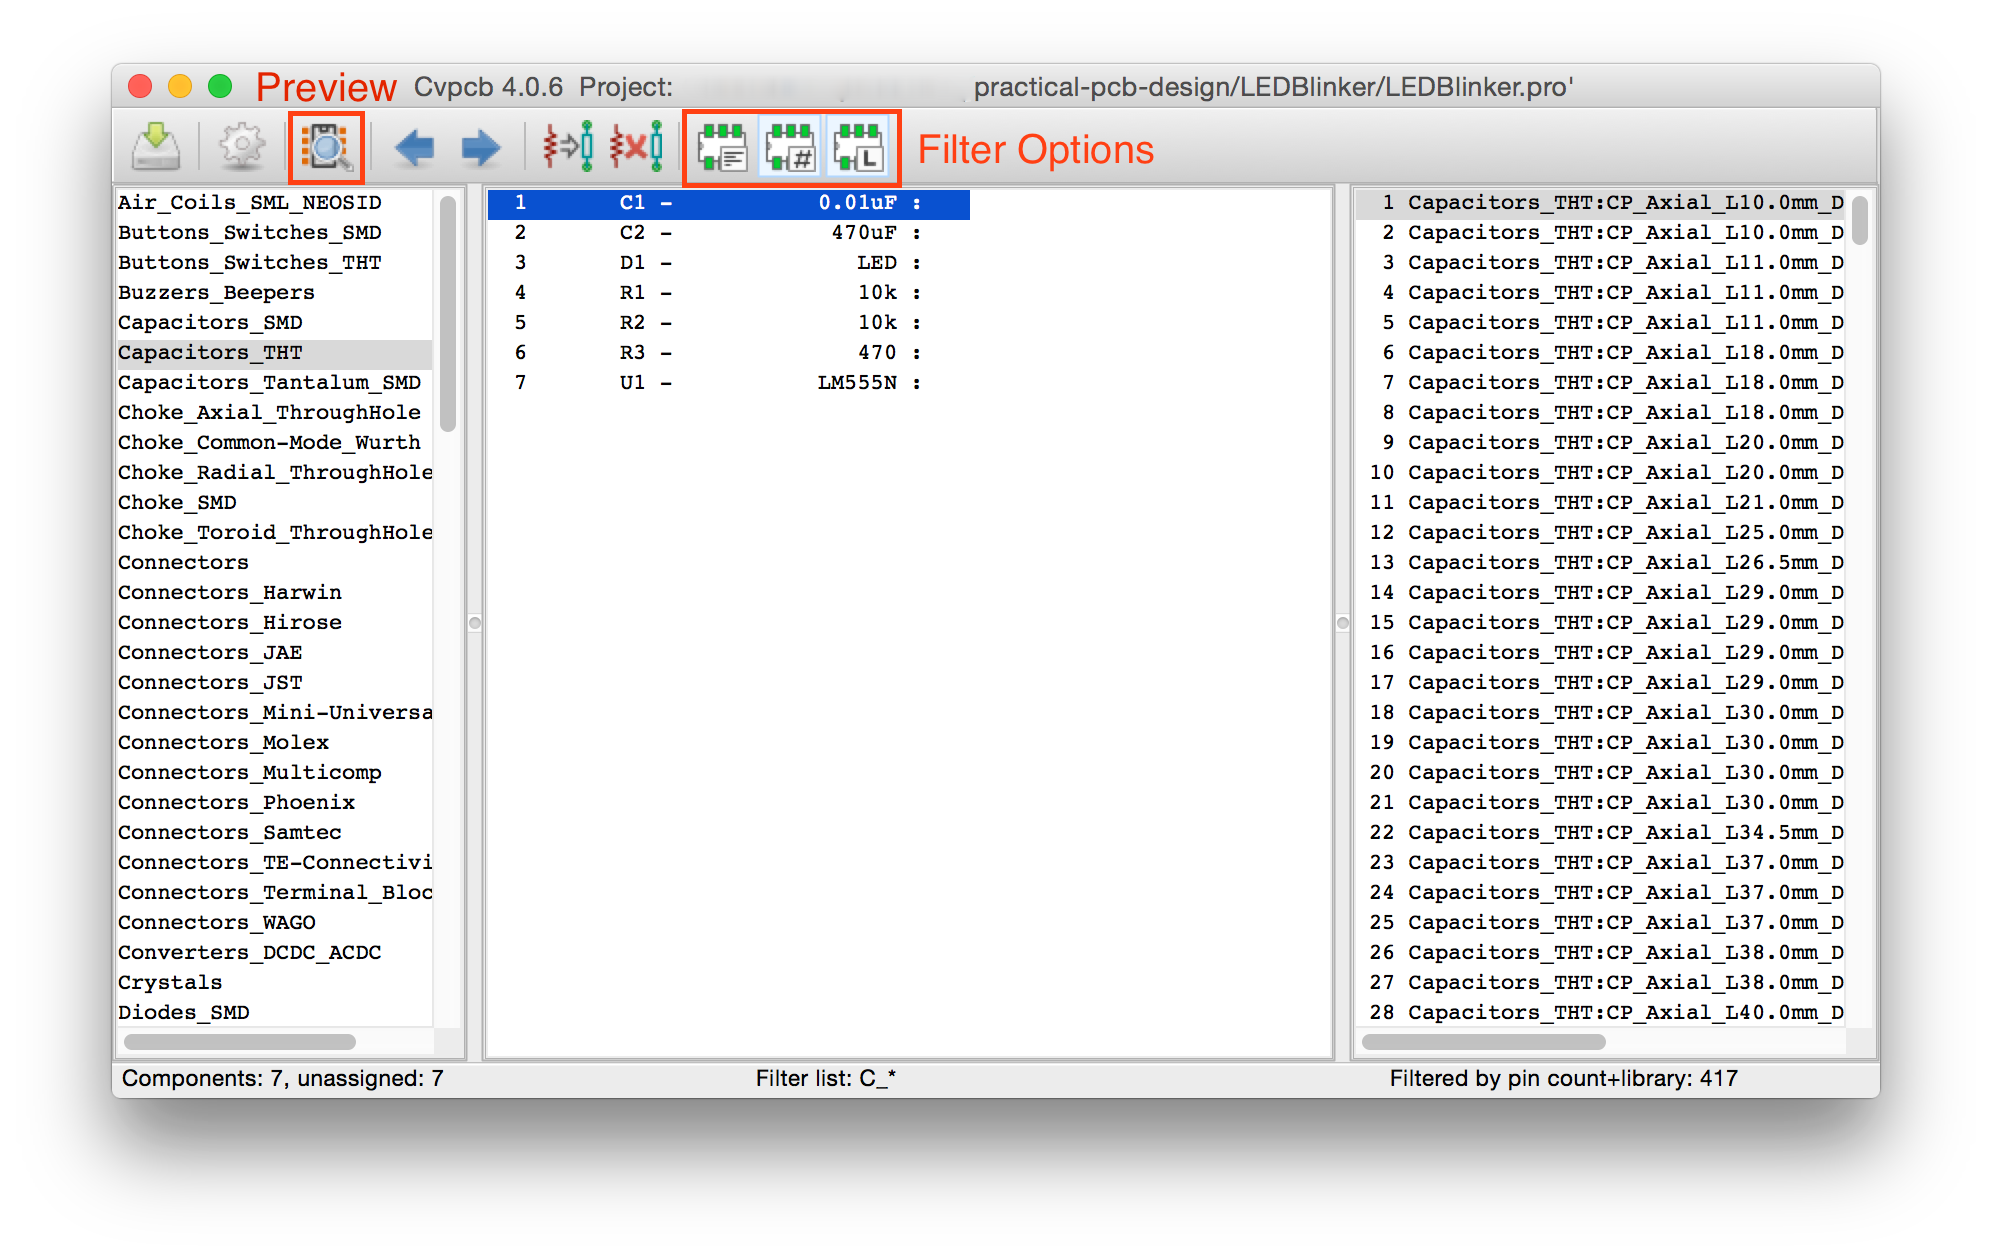 Preview Cvpcb 4.0.6 Project: practical-pcb-design/LEDBlinker/LEDBlinker.pro'
# L Filter Options
Air_Coils_SML_NEOSID
Buttons_Switches_SMD
Buttons_Switches_THT
Buzzers_Beepers
Capacitors_SMD
Capacitors_THT
Capacitors_Tantalum_SMD
Choke_Axial_ThroughHole
Choke_Common-Mode_Wurth
Choke_Radial_ThroughHole
Choke_SMD
Choke_Toroid_ThroughHole
Connectors
Connectors_Harwin
Connectors_Hirose
Connectors_JAE
Connectors_JST
Connectors_Mini-Universa
Connectors_Molex
Connectors_Multicomp
Connectors_Phoenix
Connectors_Samtec
Connectors_TE-Connectivi
Connectors_Terminal_Bloc
Connectors_WAGO
Converters_DCDC_ACDC
Crystals
Diodes_SMD
1 C1 - 0.01uF :
2 C2 - 470uF :
3 D1 - LED :
4 R1 - 10k :
5 R2 - 10k :
6 R3 - 470 :
7 U1 - LM555N :
1 Capacitors_THT:CP_Axial_L10.0mm_D
2 Capacitors_THT:CP_Axial_L10.0mm_D
3 Capacitors_THT:CP_Axial_L11.0mm_D
4 Capacitors_THT:CP_Axial_L11.0mm_D
5 Capacitors_THT:CP_Axial_L11.0mm_D
6 Capacitors_THT:CP_Axial_L18.0mm_D
7 Capacitors_THT:CP_Axial_L18.0mm_D
8 Capacitors_THT:CP_Axial_L18.0mm_D
9 Capacitors_THT:CP_Axial_L20.0mm_D
10 Capacitors_THT:CP_Axial_L20.0mm_D
11 Capacitors_THT:CP_Axial_L21.0mm_D
12 Capacitors_THT:CP_Axial_L25.0mm_D
13 Capacitors_THT:CP_Axial_L26.5mm_D
14 Capacitors_THT:CP_Axial_L29.0mm_D
15 Capacitors_THT:CP_Axial_L29.0mm_D
16 Capacitors_THT:CP_Axial_L29.0mm_D
17 Capacitors_THT:CP_Axial_L29.0mm_D
18 Capacitors_THT:CP_Axial_L30.0mm_D
19 Capacitors_THT:CP_Axial_L30.0mm_D
20 Capacitors_THT:CP_Axial_L30.0mm_D
21 Capacitors_THT:CP_Axial_L30.0mm_D
22 Capacitors_THT:CP_Axial_L34.5mm_D
23 Capacitors_THT:CP_Axial_L37.0mm_D
24 Capacitors_THT:CP_Axial_L37.0mm_D
25 Capacitors_THT:CP_Axial_L37.0mm_D
26 Capacitors_THT:CP_Axial_L38.0mm_D
27 Capacitors_THT:CP_Axial_L38.0mm_D
28 Capacitors_THT:CP_Axial_L40.0mm_D
Components: 7, unassigned: 7 Filter list: C_* Filtered by pin count+library: 417